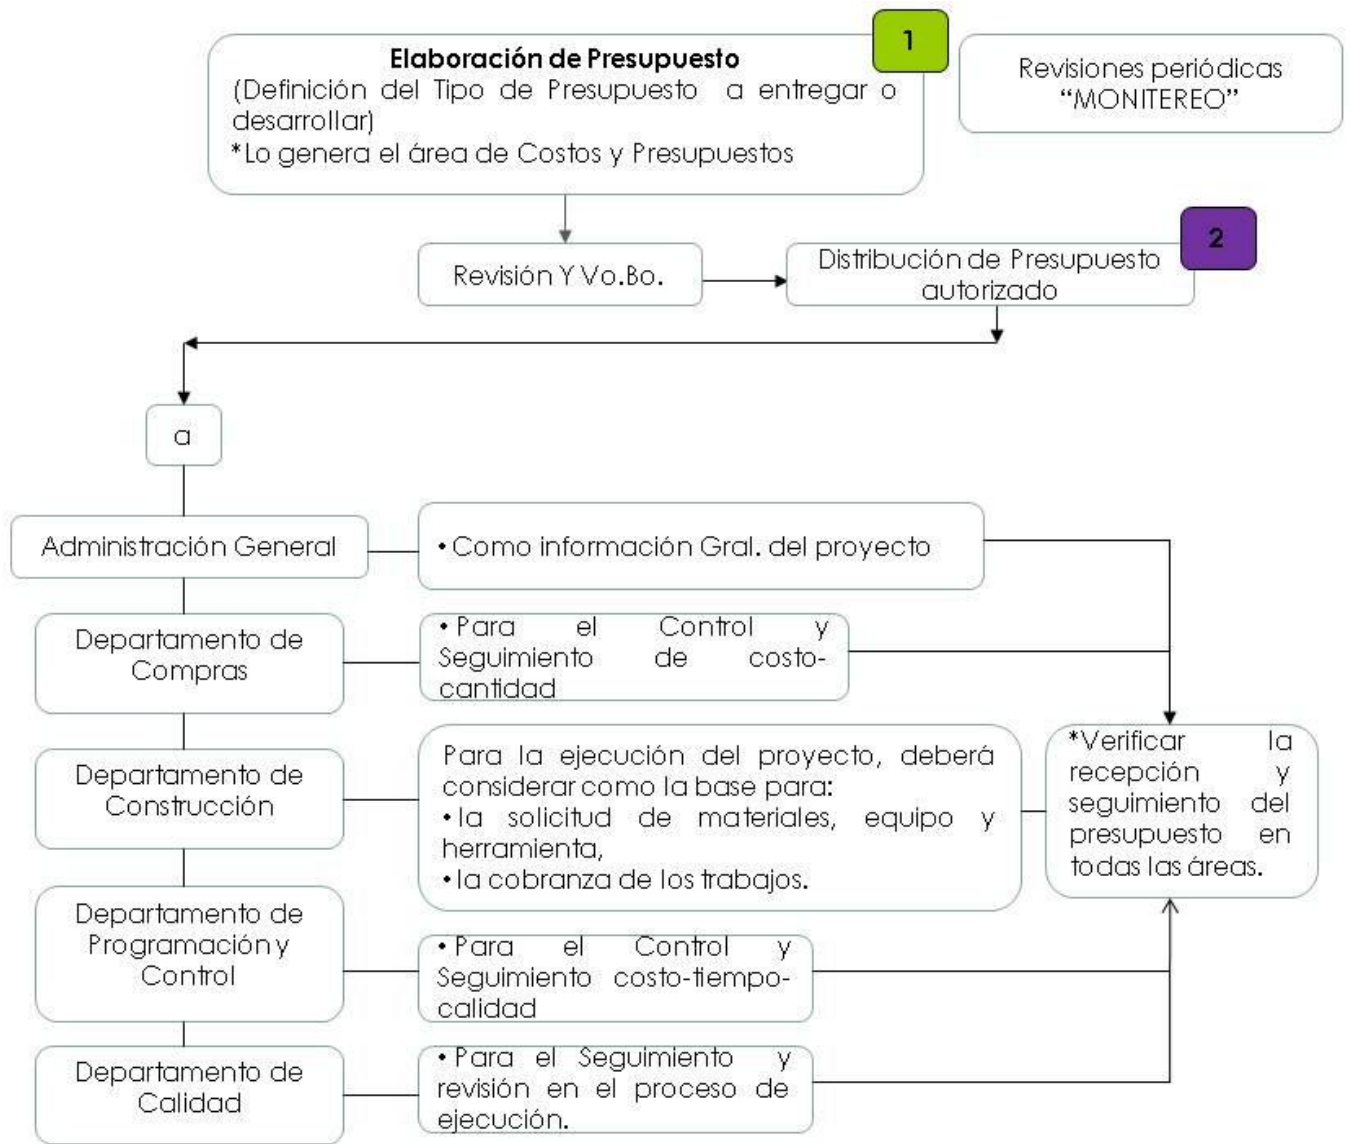 1
Elaboración de Presupuesto
(Definición del Tipo de Presupuesto a entregar o
desarrollar)
*Lo genera el área de Costos y Presupuestos
Revisiones periódicas
“MONITEREO”
Revisión Y Vo.Bo.
2
Distribución de Presupuesto
autorizado
a
Administración General
• Como información Gral. del proyecto
Departamento de
Compras
• Para el Control y
Seguimiento de costo-
cantidad
Departamento de
Construcción
Para la ejecución del proyecto, deberá
considerar como la base para:
• la solicitud de materiales, equipo y
herramienta,
• la cobranza de los trabajos.
*Verificar la
recepción y
seguimiento del
presupuesto en
todas las áreas.
Departamento de
Programación y
Control
• Para el Control y
Seguimiento costo-tiempo-
calidad
Departamento de
Calidad
• Para el Seguimiento y
revisión en el proceso de
ejecución.